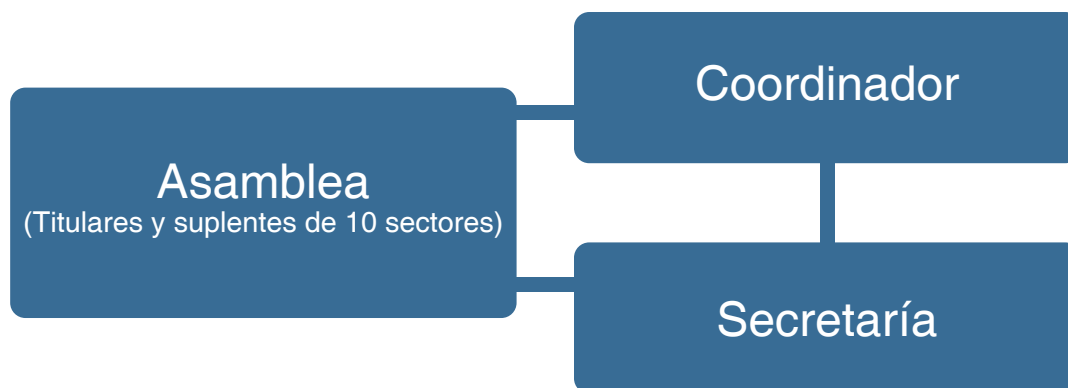 Coordinador
Asamblea
(Titulares y suplentes de 10 sectores)
Secretaría